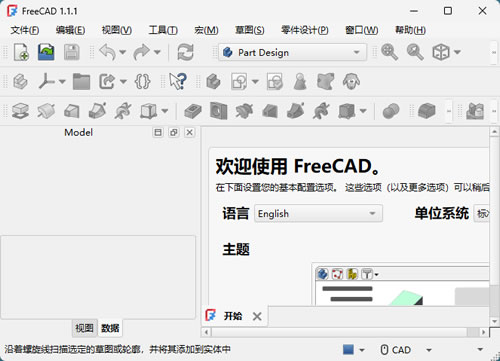 FreeCAD 1.1.1
文件(F) 编辑(E) 视图(V) 工具(T) 宏(M) 草图(S) 零件设计(P) 窗口(W) 帮助(H)
Part Design
Model
欢迎使用 FreeCAD。
在下面设置您的基本配置选项。 这些选项（以及更多选项）可以稍后
语言 English 单位系统 标
主题
视图 数据
开始
沿着螺旋线扫描选定的草图或轮廓，并将其添加到实体中
CAD